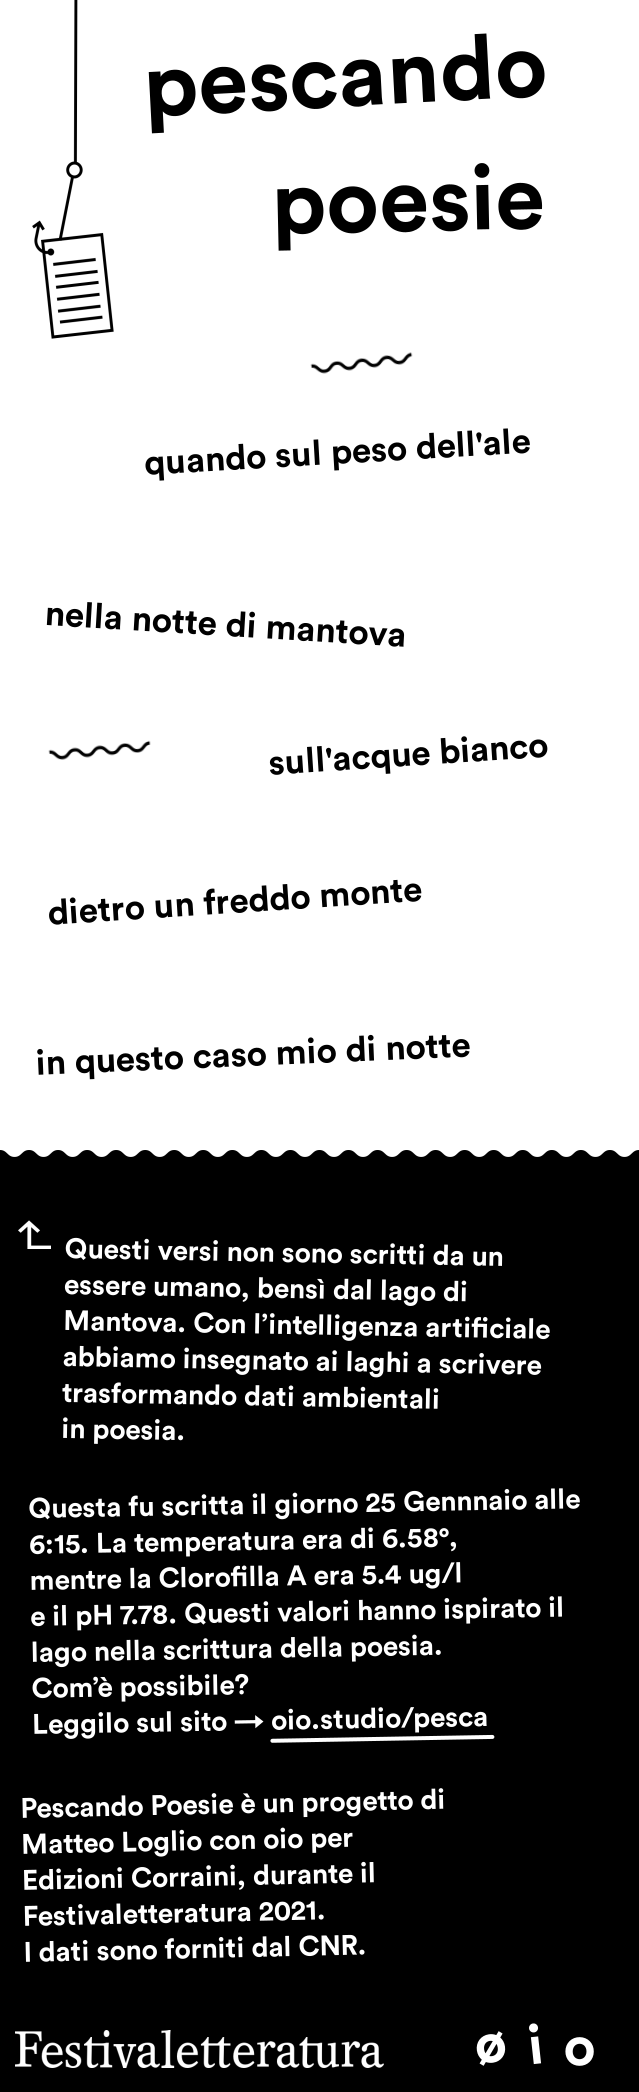 pescando
poesie
quando sul peso dell'ale
nella notte di mantova
sull'acque bianco
dietro un freddo monte
in questo caso mio di notte
Questi versi non sono scritti da un
essere umano, bensì dal lago di
Mantova. Con l’intelligenza artificiale
abbiamo insegnato ai laghi a scrivere
trasformando dati ambientali
in poesia.
Questa fu scritta il giorno 25 Gennnaio alle
6:15. La temperatura era di 6.58°,
mentre la Clorofilla A era 5.4 ug/l
e il pH 7.78. Questi valori hanno ispirato il
lago nella scrittura della poesia.
Com’è possibile?
Leggilo sul sito → oio.studio/pesca
Pescando Poesie è un progetto di
Matteo Loglio con oio per
Edizioni Corraini, durante il
Festivaletteratura 2021.
I dati sono forniti dal CNR.
Festivaletteratura
ø i o